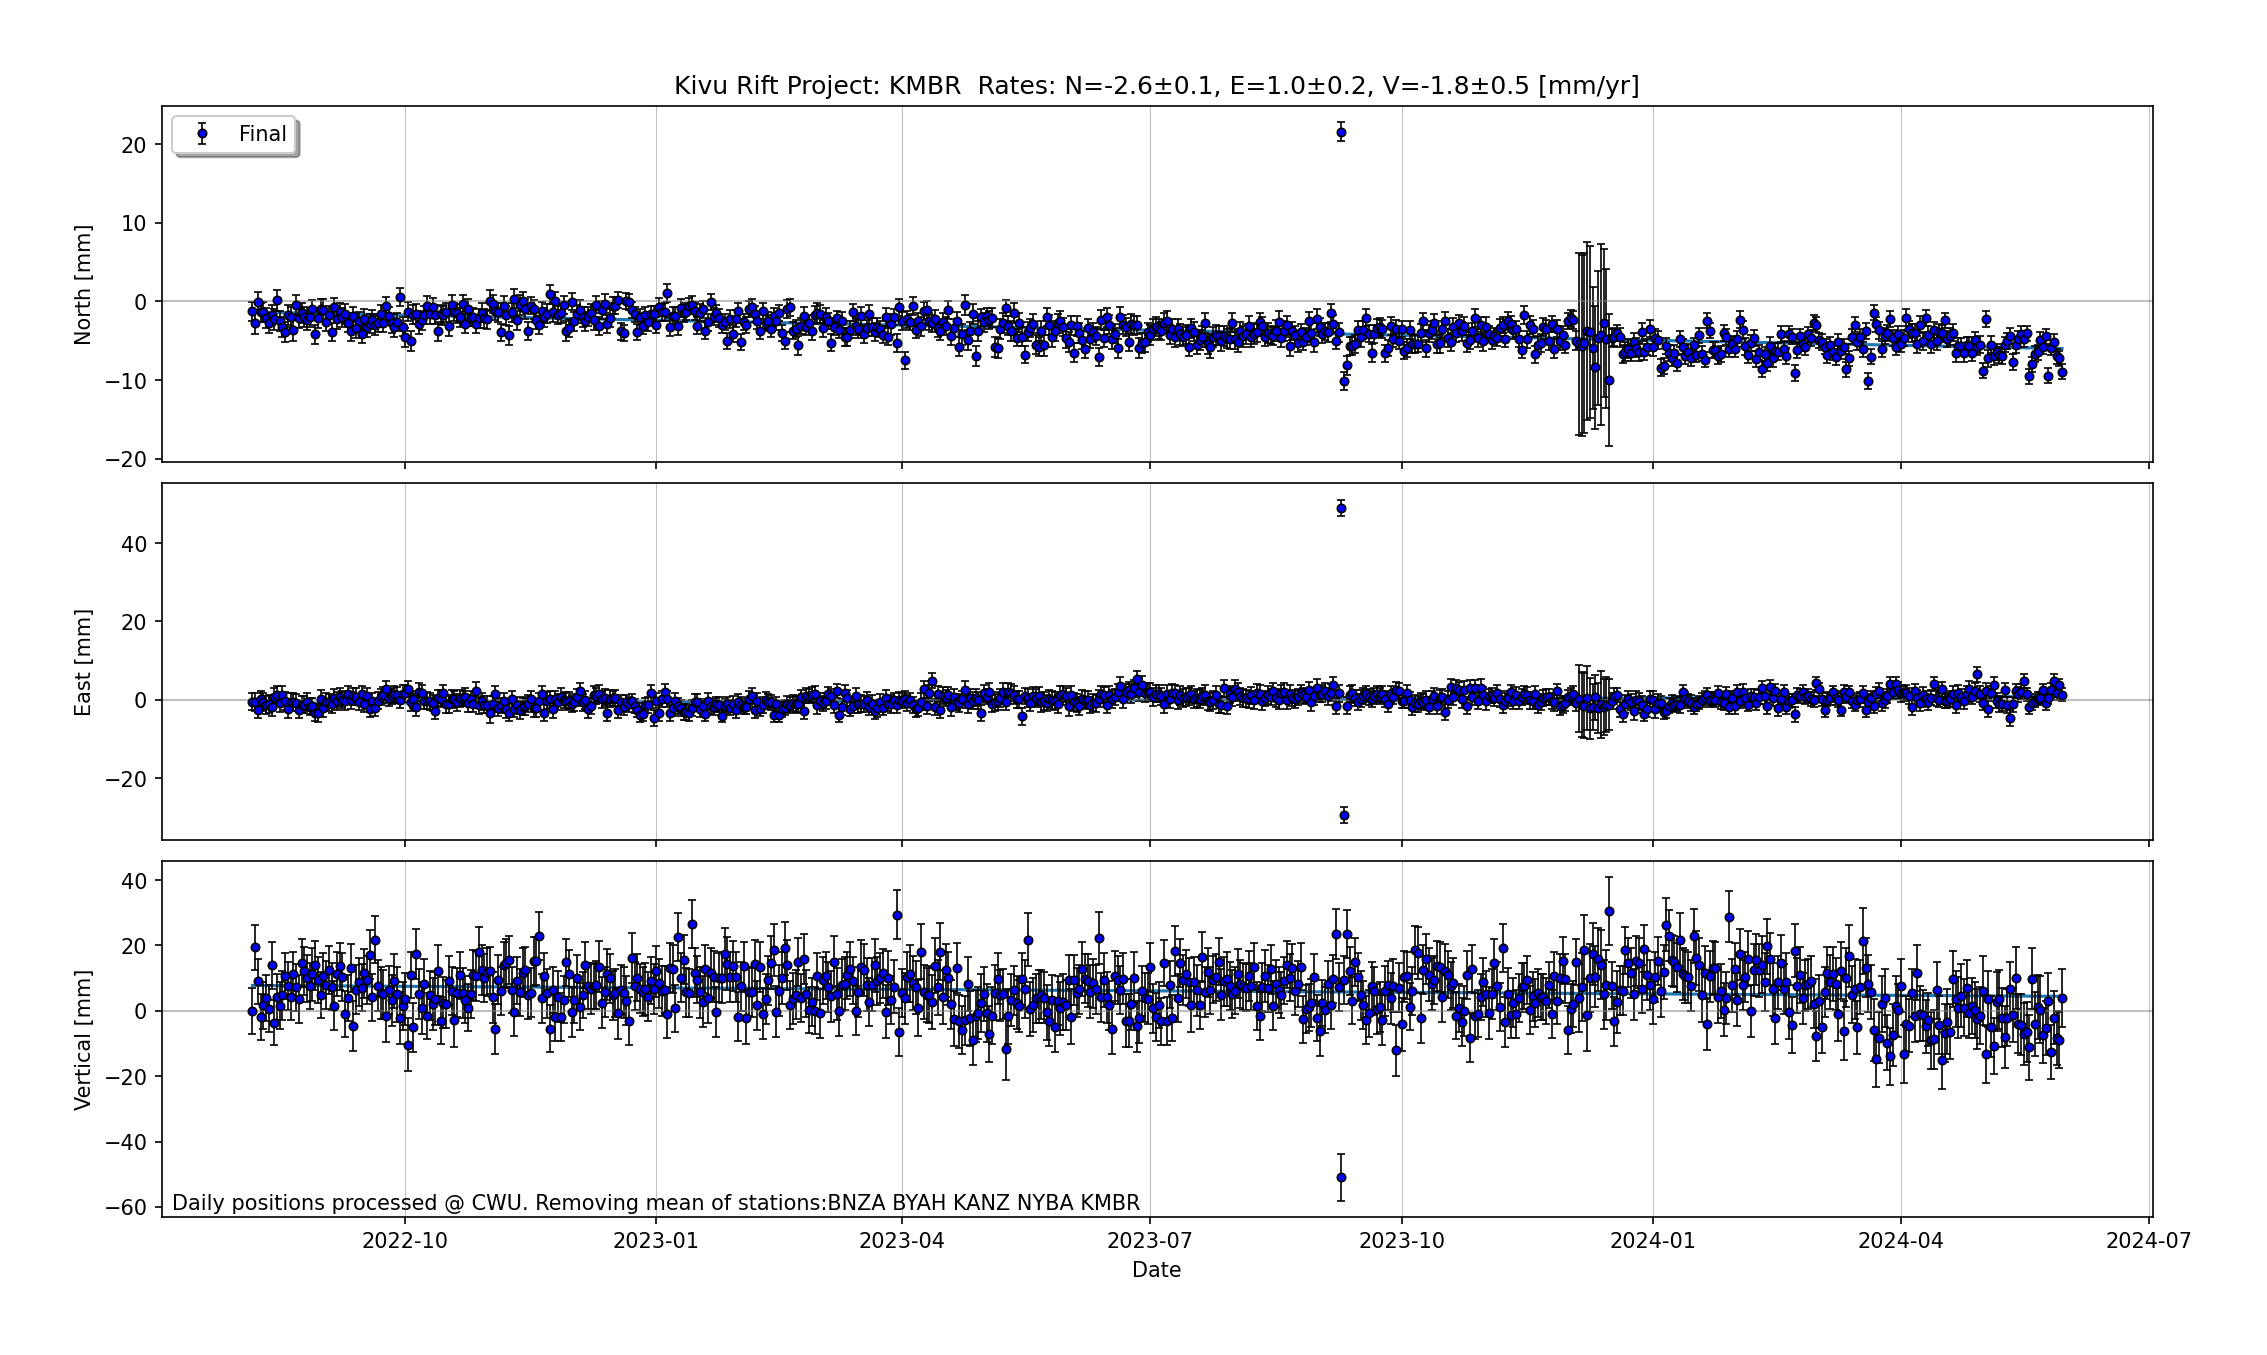 Kivu Rift Project: KMBR  Rates: N=-2.6±0.1, E=1.0±0.2, V=-1.8±0.5 [mm/yr]
Final
North [mm]
20
10
0
−10
−20
East [mm]
40
20
0
−20
Vertical [mm]
40
20
0
−20
−40
−60
Daily positions processed @ CWU. Removing mean of stations:BNZA BYAH KANZ NYBA KMBR
2022-10 2023-01 2023-04 2023-07 2023-10 2024-01 2024-04 2024-07
Date